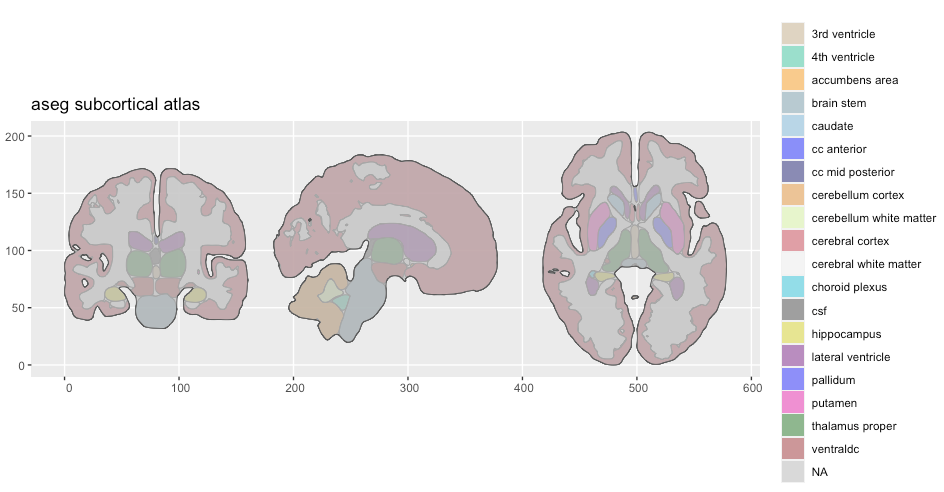 aseg subcortical atlas
200
150
100
50
0
0 100 200 300 400 500 600
3rd ventricle
4th ventricle
accumbens area
brain stem
caudate
cc anterior
cc mid posterior
cerebellum cortex
cerebellum white matter
cerebral cortex
cerebral white matter
choroid plexus
csf
hippocampus
lateral ventricle
pallidum
putamen
thalamus proper
ventraldc
NA